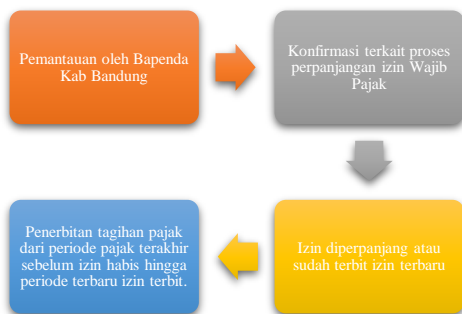 Pemantauan oleh Bapenda
Kab Bandung
Konfirmasi terkait proses
perpanjangan izin Wajib
Pajak
Izin diperpanjang atau
sudah terbit izin terbaru
Penerbitan tagihan pajak
dari periode pajak terakhir
sebelum izin habis hingga
periode terbaru izin terbit.